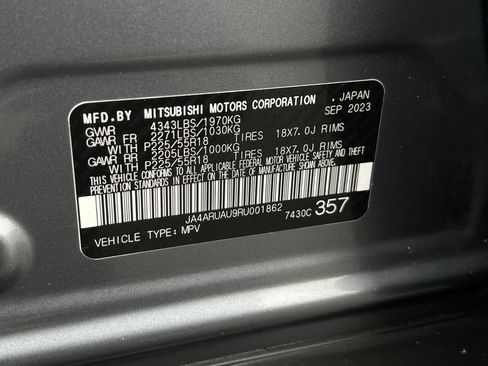 MFD.BY MITSUBISHI MOTORS CORPORATION . JAPAN
SEP 2023
GWWR 4343LBS/1970KG
GAWR FR 2271LBS/1030KG
WITH P225/55R18 TIRES 18X7.0J RIMS
GAWR RR 2205LBS/1000KG
WITH P225/55R18 TIRES 18X7.0J RIMS
THIS VEHICLE CONFORMS TO ALL APPLICABLE FEDERAL MOTOR VEHICLE SAFETY, BUMPER, AND THEFT
PREVENTION STANDARDS IN EFFECT ON THE DATE OF MANUFACTURE SHOWN ABOVE.
JA4ARUAU9RU001862 7430C 357
VEHICLE TYPE: MPV